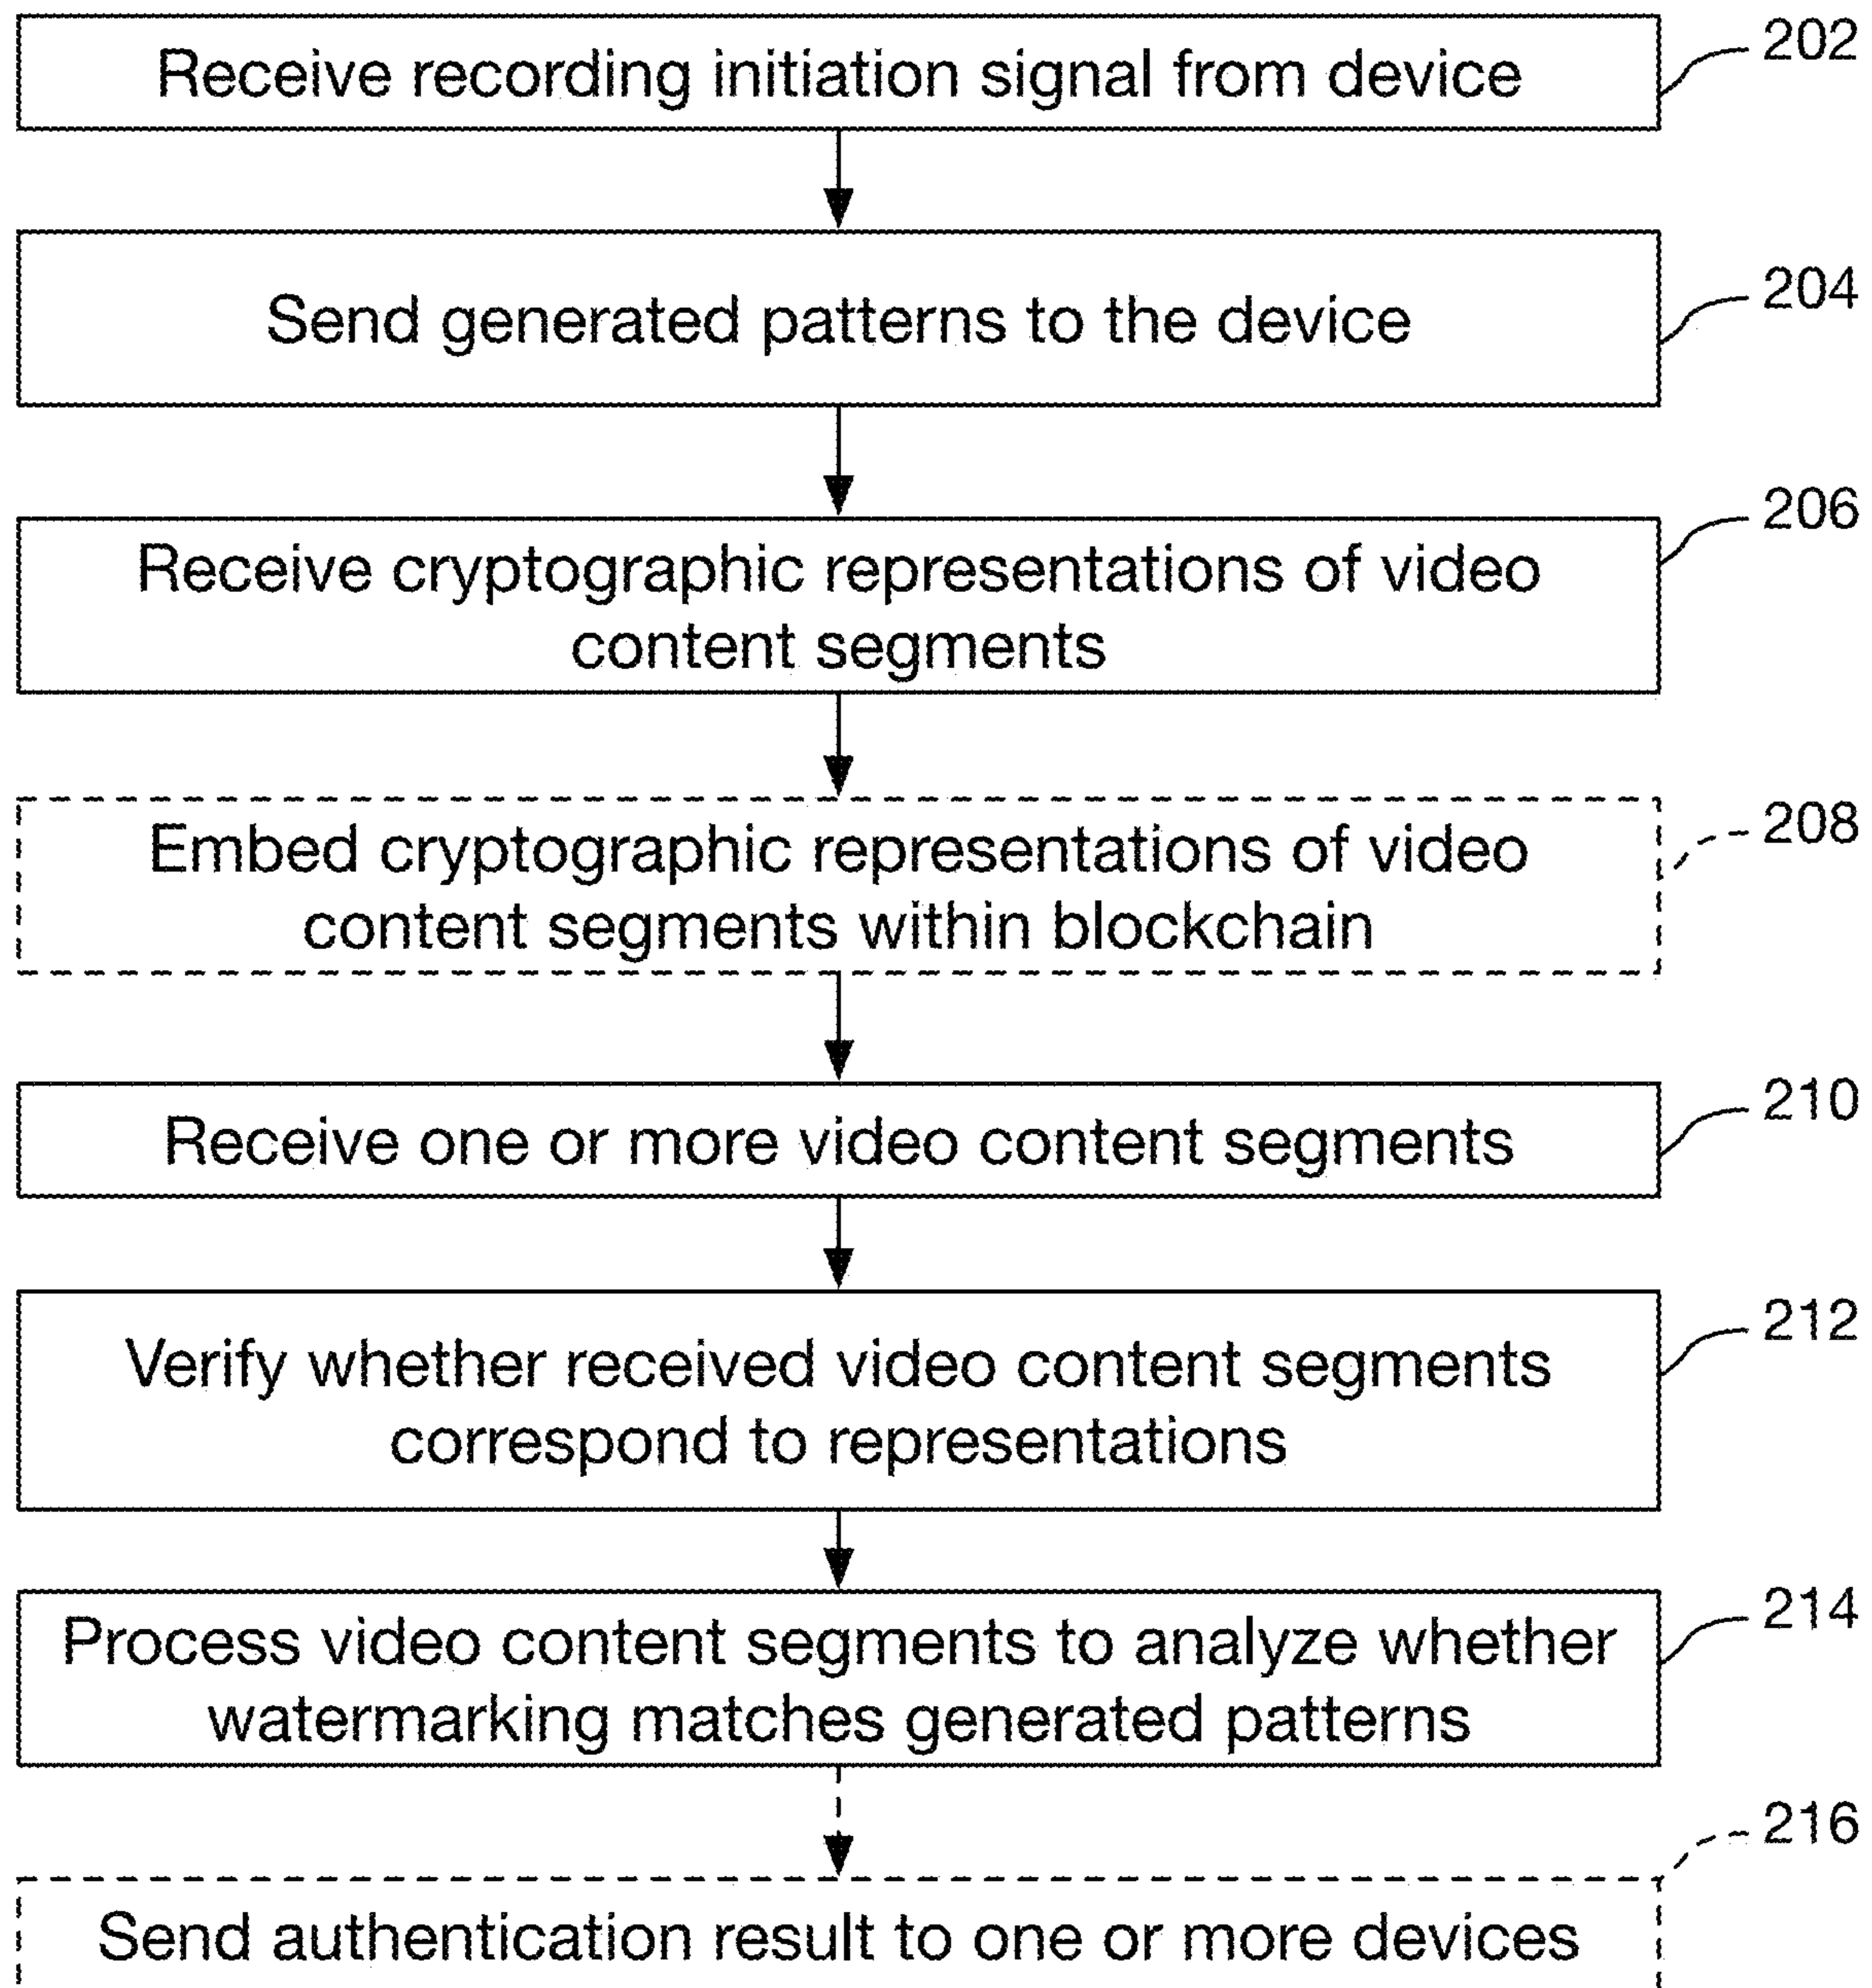 Receive recording initiation signal from device
202
Send generated patterns to the device
204
Receive cryptographic representations of video
content segments
206
Embed cryptographic representations of video
content segments within blockchain
208
Receive one or more video content segments
210
Verify whether received video content segments
correspond to representations
212
Process video content segments to analyze whether
watermarking matches generated patterns
214
Send authentication result to one or more devices
216